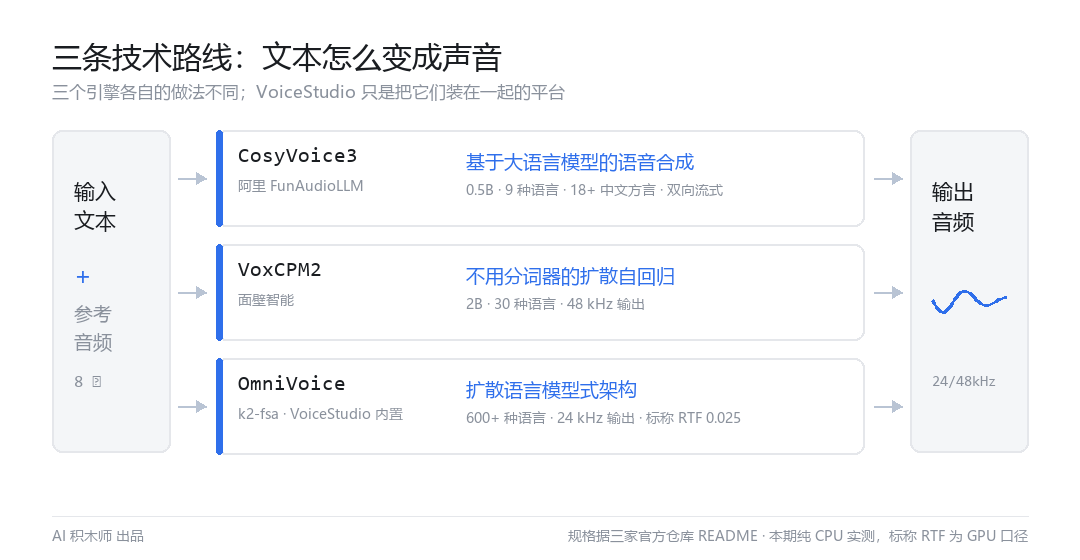 三条技术路线：文本怎么变成声音
三个引擎各自的做法不同；VoiceStudio 只是把它们装在一起的平台
输入
文本
+
参考
音频
8
CosyVoice3
阿里 FunAudioLLM
基于大语言模型的语音合成
0.5B · 9 种语言 · 18+ 中文方言 · 双向流式
VoxCPM2
面壁智能
不用分词器的扩散自回归
2B · 30 种语言 · 48 kHz 输出
OmniVoice
k2-fsa · VoiceStudio 内置
扩散语言模型式架构
600+ 种语言 · 24 kHz 输出 · 标称 RTF 0.025
输出
音频
24/48kHz
AI 积木师 出品
规格据三家官方仓库 README · 本期纯 CPU 实测，标称 RTF 为 GPU 口径